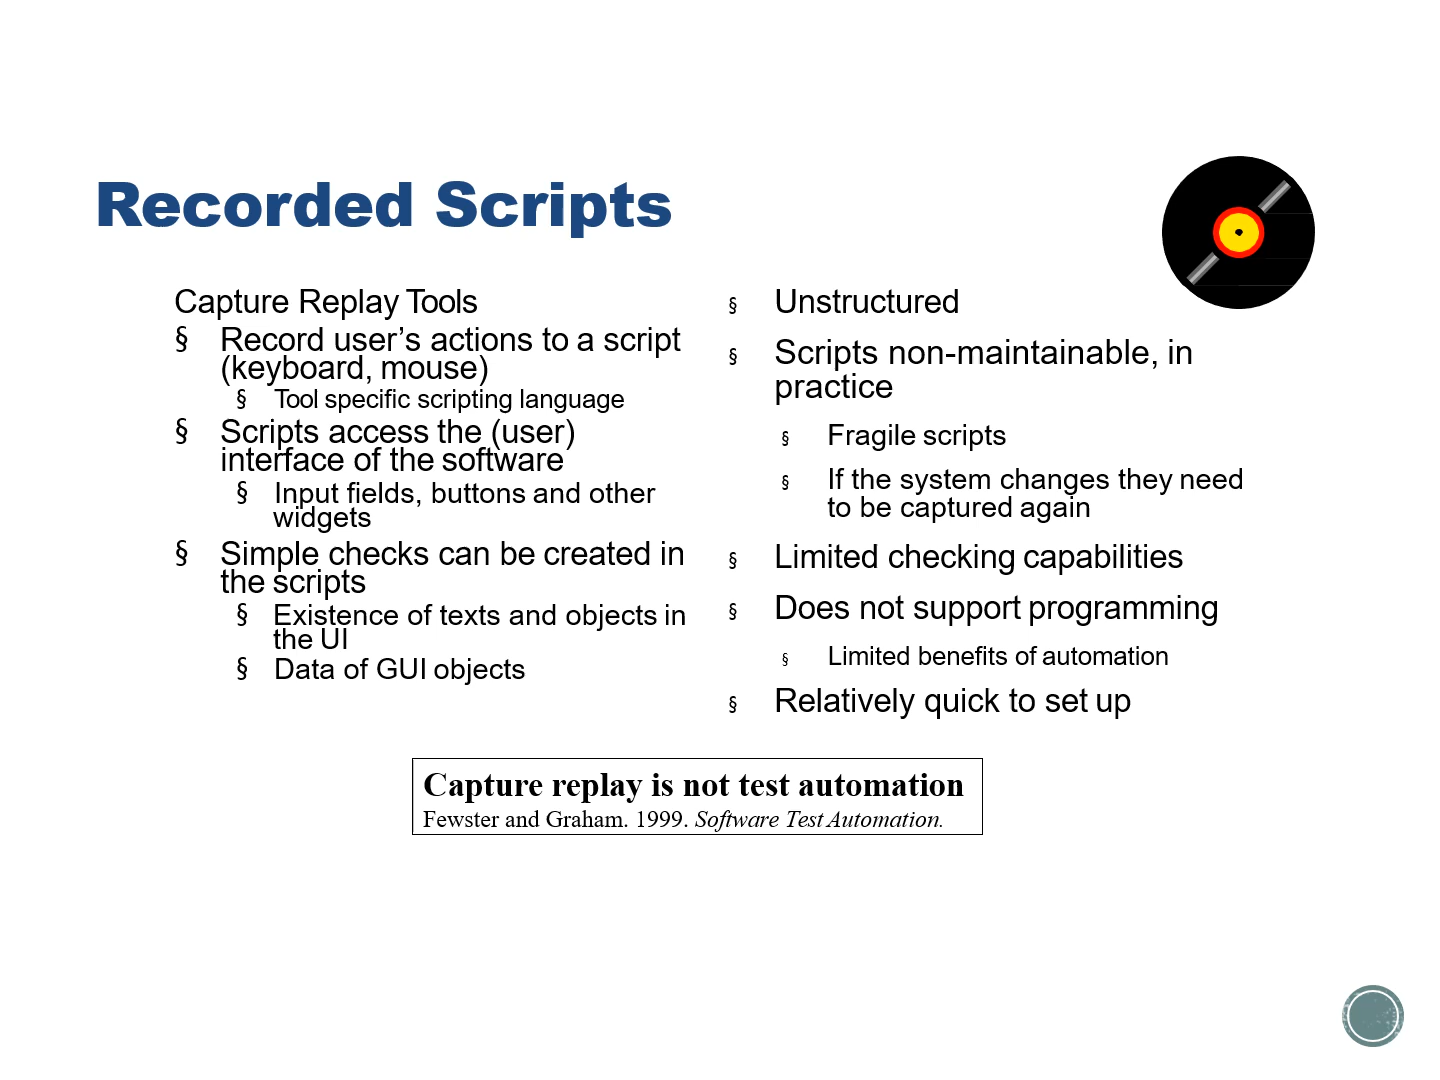 Recorded Scripts
Capture Replay Tools
§ Record user’s actions to a script
(keyboard, mouse)
§ Tool specific scripting language
§ Scripts access the (user)
interface of the software
§ Input fields, buttons and other
widgets
§ Simple checks can be created in
the scripts
§ Existence of texts and objects in
the UI
§ Data of GUI objects
§ Unstructured
§ Scripts non-maintainable, in
practice
§ Fragile scripts
§ If the system changes they need
to be captured again
§ Limited checking capabilities
§ Does not support programming
§ Limited benefits of automation
§ Relatively quick to set up
Capture replay is not test automation
Fewster and Graham. 1999. Software Test Automation.